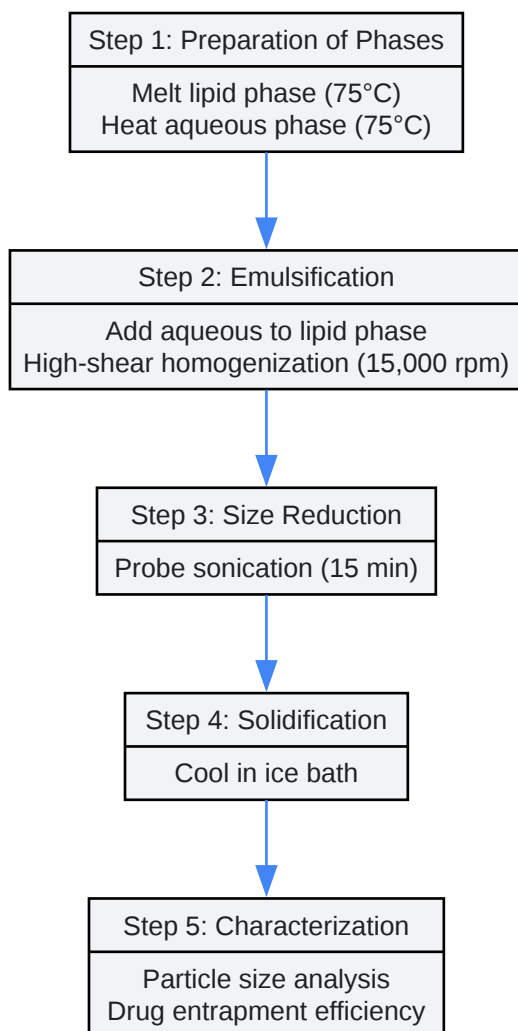 Step 1: Preparation of Phases
Melt lipid phase (75°C)
Heat aqueous phase (75°C)
Step 2: Emulsification
Add aqueous to lipid phase
High-shear homogenization (15,000 rpm)
Step 3: Size Reduction
Probe sonication (15 min)
Step 4: Solidification
Cool in ice bath
Step 5: Characterization
Particle size analysis
Drug entrapment efficiency